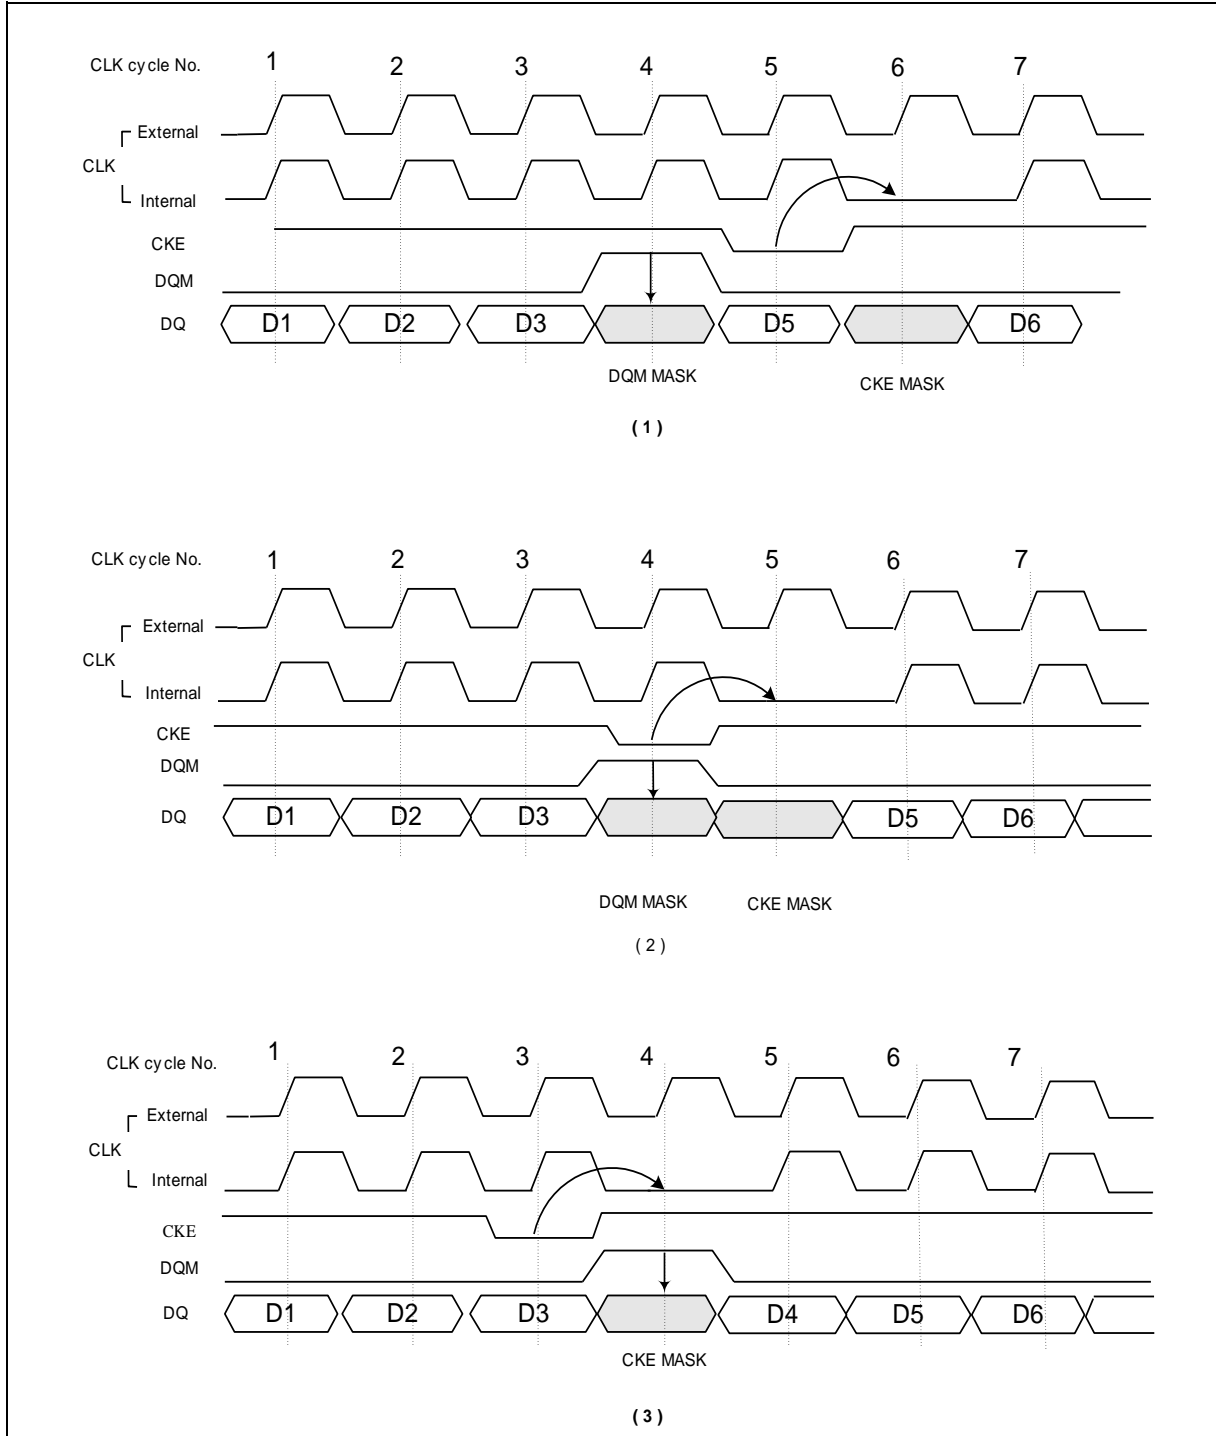 CLK cycle No. 1 2 3 4 5 6 7
External
CLK
Internal
CKE
DQM
DQ D1 D2 D3 D5 D6
DQM MASK CKE MASK
( 1 )
CLK cycle No. 1 2 3 4 5 6 7
External
CLK
Internal
CKE
DQM
DQ D1 D2 D3 D5 D6
DQM MASK CKE MASK
( 2 )
CLK cycle No. 1 2 3 4 5 6 7
External
CLK
Internal
CKE
DQM
DQ D1 D2 D3 D4 D5 D6
CKE MASK
( 3 )